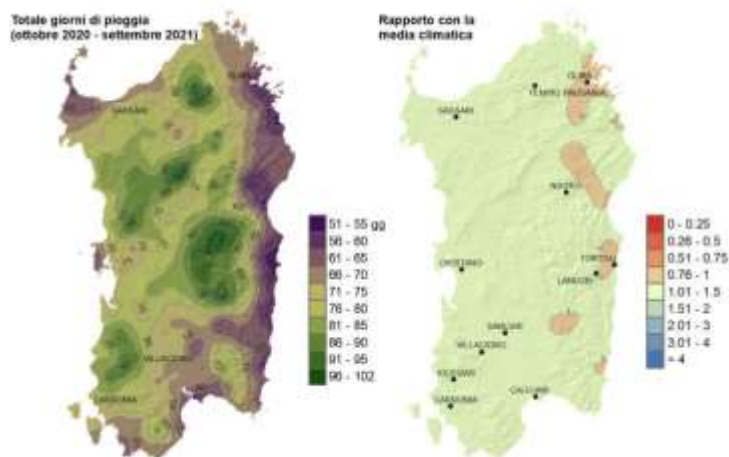 Totale giorni di pioggia
(ottobre 2020 - settembre 2021)
OLBIA
SASSARI
VILLACIDRO
51 - 55 gg
56 - 60
61 - 65
66 - 70
71 - 75
76 - 80
81 - 85
86 - 90
91 - 95
96 - 102
Rapporto con la
media climatica
OLBIA
TEMPIO PAUSANIA
SASSARI
NUORO
ORISTANO
TORTOLI
LANUSEI
SANLURI
VILLACIDRO
IGLESIAS
CARBONIA
CAGLIARI
0 - 0.25
0.26 - 0.5
0.51 - 0.75
0.76 - 1
1.01 - 1.5
1.51 - 2
2.01 - 3
3.01 - 4
> 4